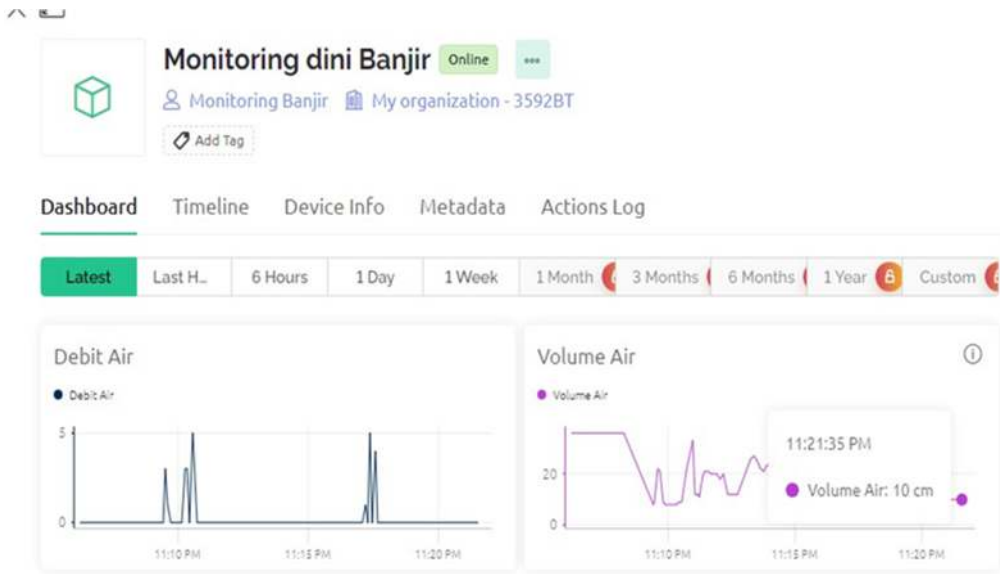 Monitoring dini Banjir Online
Monitoring Banjir My organization - 3592BT
Add Tag
Dashboard Timeline Device Info Metadata Actions Log
Latest Last H... 6 Hours 1 Day 1 Week 1 Month 3 Months 6 Months 1 Year Custom
Debit Air
Debit Air
5
0
11:10 PM 11:15 PM 11:20 PM
Volume Air
Volume Air
11:21:35 PM
Volume Air: 10 cm
20
0
11:10 PM 11:15 PM 11:20 PM